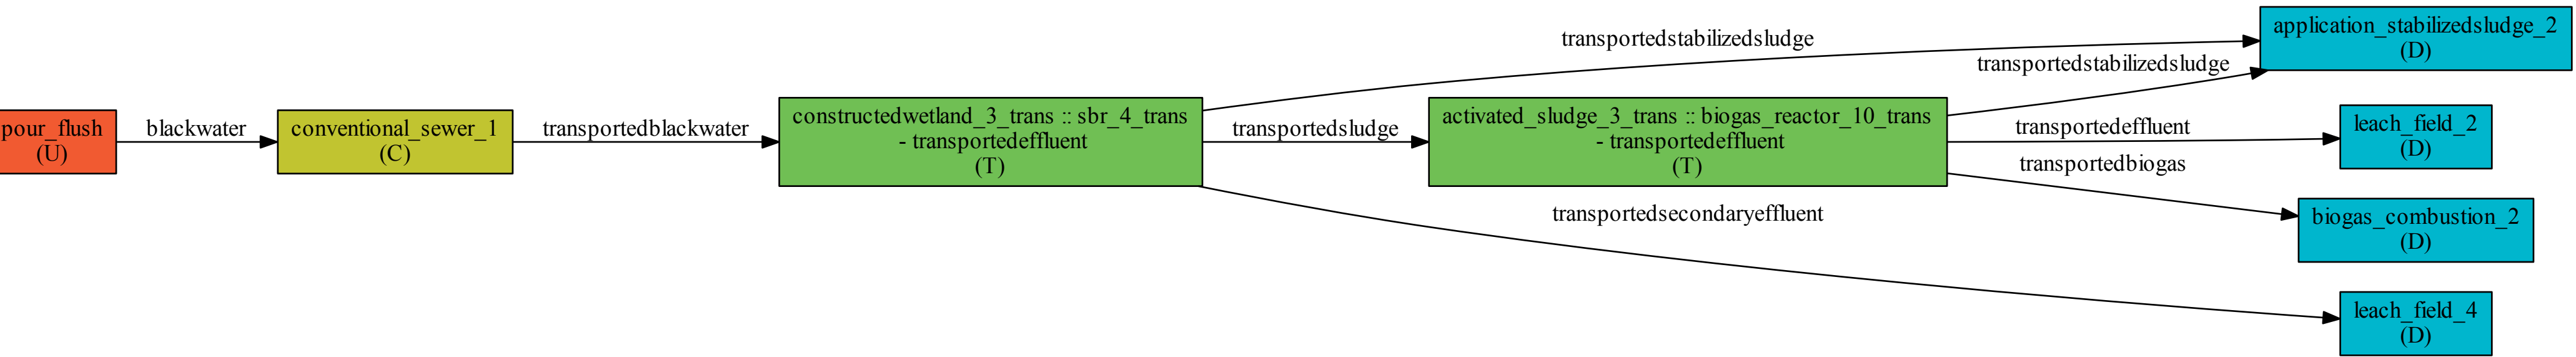 pour_flush
(U)
blackwater
conventional_sewer_1
(C)
transportedblackwater
constructedwetland_3_trans :: sbr_4_trans
- transportedeffluent
(T)
transportedstabilizedsludge
transportedsludge
transportedsecondaryeffluent
activated_sludge_3_trans :: biogas_reactor_10_trans
- transportedeffluent
(T)
transportedstabilizedsludge
transportedeffluent
transportedbiogas
application_stabilizedsludge_2
(D)
leach_field_2
(D)
biogas_combustion_2
(D)
leach_field_4
(D)